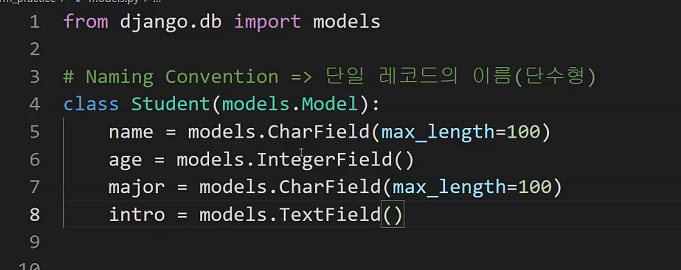 models.py ...
1 from django.db import models
2
3 # Naming Convention => 단일 레코드의 이름(단수형)
4 class Student(models.Model):
5 name = models.CharField(max_length=100)
6 age = models.IntegerField()
7 major = models.CharField(max_length=100)
8 intro = models.TextField()
9
10